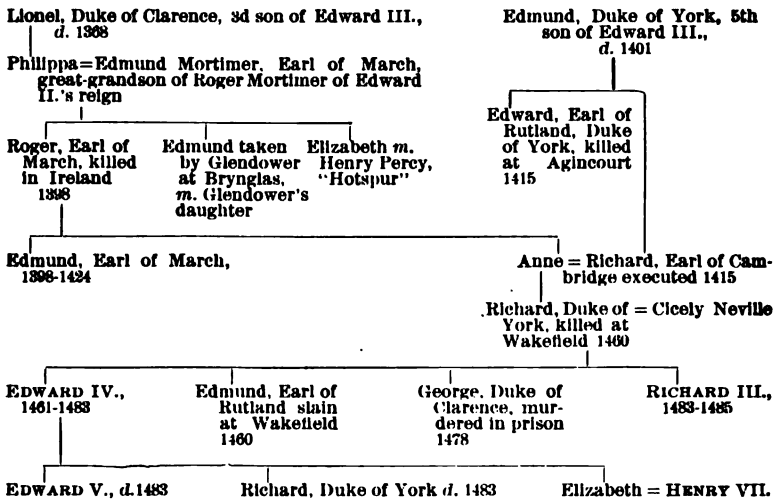 Lionel, Duke of Clarence, 3d son of Edward III.,
d. 1368
Edmund, Duke of York, 5th
son of Edward III.,
d. 1401
Philippa=Edmund Mortimer, Earl of March,
great-grandson of Roger Mortimer of Edward
II.'s reign
Edward, Earl of
Rutland, Duke
of York, killed
at Agincourt
1415
Roger, Earl of
March, killed
in Ireland
1398
Edmund taken
by Glendower
at Brynglas,
m. Glendower's
daughter
Elizabeth m.
Henry Percy,
"Hotspur"
Edmund, Earl of March,
1398-1424
Anne = Richard, Earl of Cam-
bridge executed 1415
Richard, Duke of = Cicely Neville
York, killed at
Wakefield 1460
EDWARD IV.,
1461-1483
Edmund, Earl of
Rutland slain
at Wakefield
1460
George, Duke of
Clarence, mur-
dered in prison
1478
RICHARD III.,
1483-1485
EDWARD V., d.1483
Richard, Duke of York d. 1483
Elizabeth = HENRY VII.